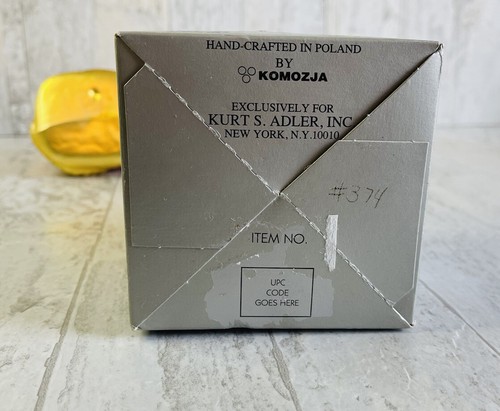 HAND-CRAFTED IN POLAND
BY
KOMOZJA
EXCLUSIVELY FOR
KURT S. ADLER, INC
NEW YORK, N.Y.10010
#374
ITEM NO.
UPC
CODE
GOES HERE